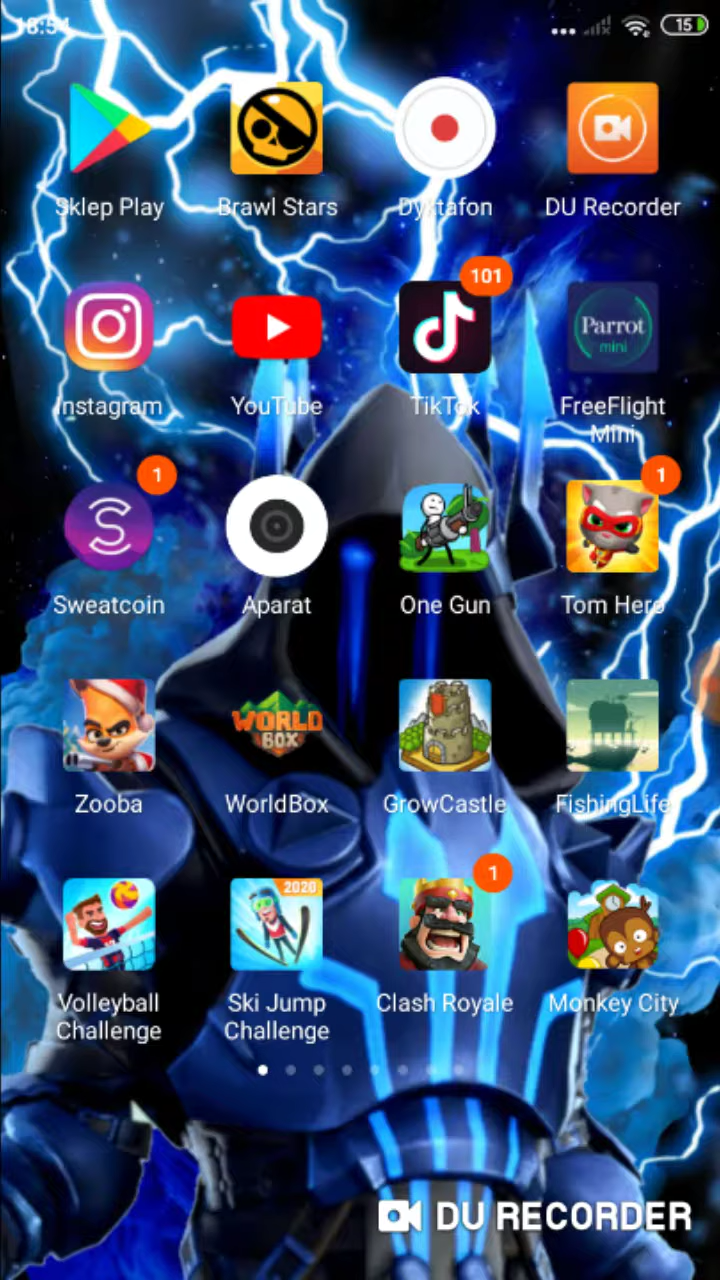 18:54
15
Sklep Play
Brawl Stars
Dyktafon
DU Recorder
101
Parrot
mini
Instagram
YouTube
TikTok
FreeFlight
Mini
1
1
Sweatcoin
Aparat
One Gun
Tom Hero
WORLD
BOX
Zooba
WorldBox
GrowCastle
FishingLife
2020
1
Volleyball
Challenge
Ski Jump
Challenge
Clash Royale
Monkey City
DU RECORDER